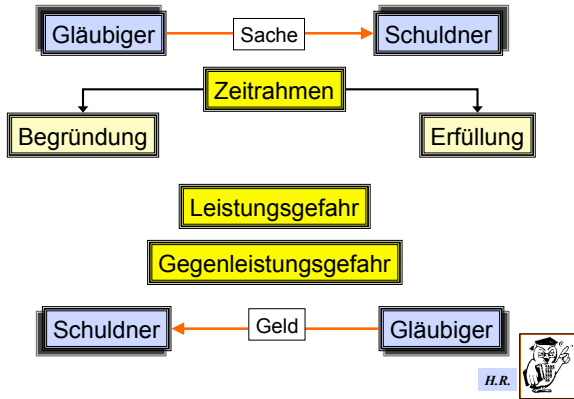 Gläubiger Sache Schuldner
Zeitrahmen
Begründung Erfüllung
Leistungsgefahr
Gegenleistungsgefahr
Schuldner Geld Gläubiger
H.R.